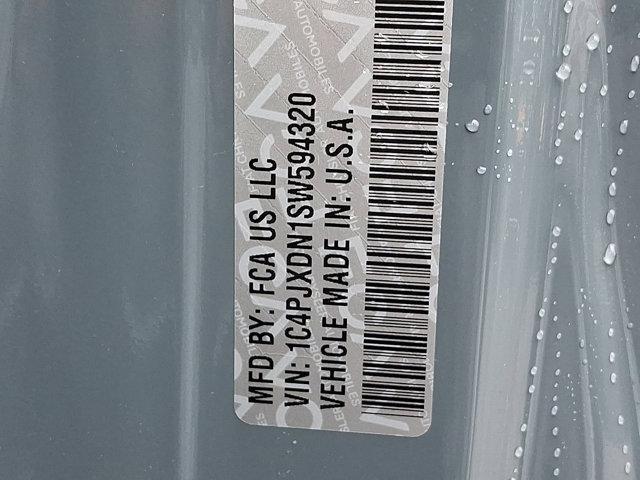 MFD BY: FCA US LLC
VIN: 1C4PJXDN1SW594320
VEHICLE MADE IN: U.S.A.